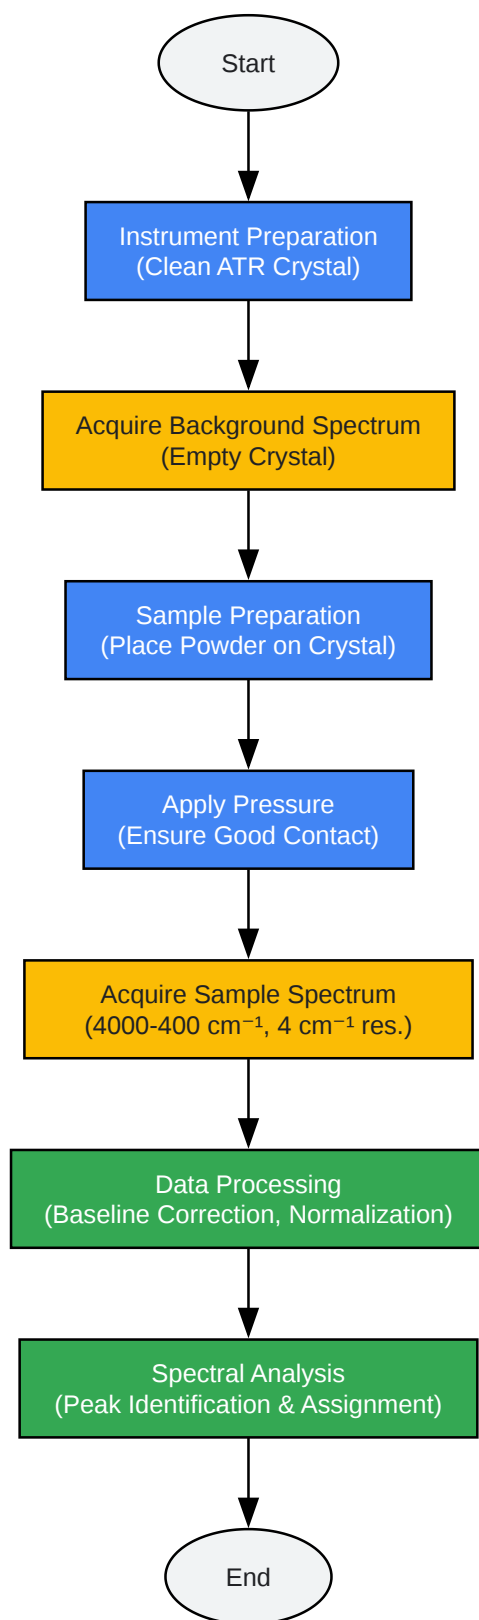 Start
Instrument Preparation
(Clean ATR Crystal)
Acquire Background Spectrum
(Empty Crystal)
Sample Preparation
(Place Powder on Crystal)
Apply Pressure
(Ensure Good Contact)
Acquire Sample Spectrum
(4000-400 cm⁻¹, 4 cm⁻¹ res.)
Data Processing
(Baseline Correction, Normalization)
Spectral Analysis
(Peak Identification & Assignment)
End